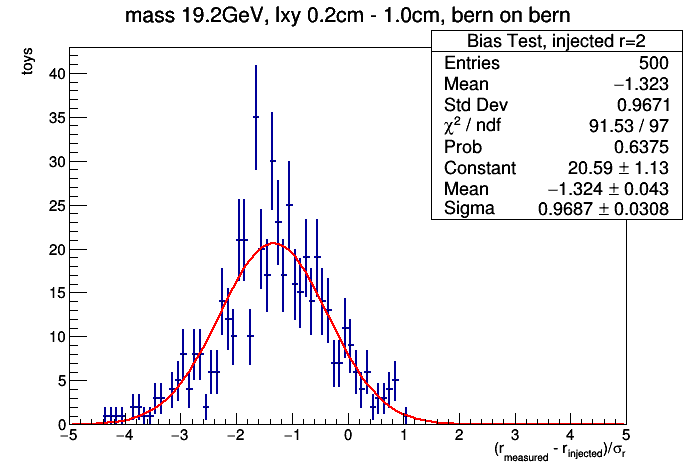 mass 19.2GeV, lxy 0.2cm - 1.0cm, bern on bern
Bias Test, injected r=2
Entries 500
Mean −1.323
Std Dev 0.9671
χ² / ndf 91.53 / 97
Prob 0.6375
Constant 20.59 ± 1.13
Mean −1.324 ± 0.043
Sigma 0.9687 ± 0.0308
toys
40
35
30
25
20
15
10
5
0
−5 −4 −3 −2 −1 0 1 2 3 4 5
(r_measured - r_injected)/σ_r